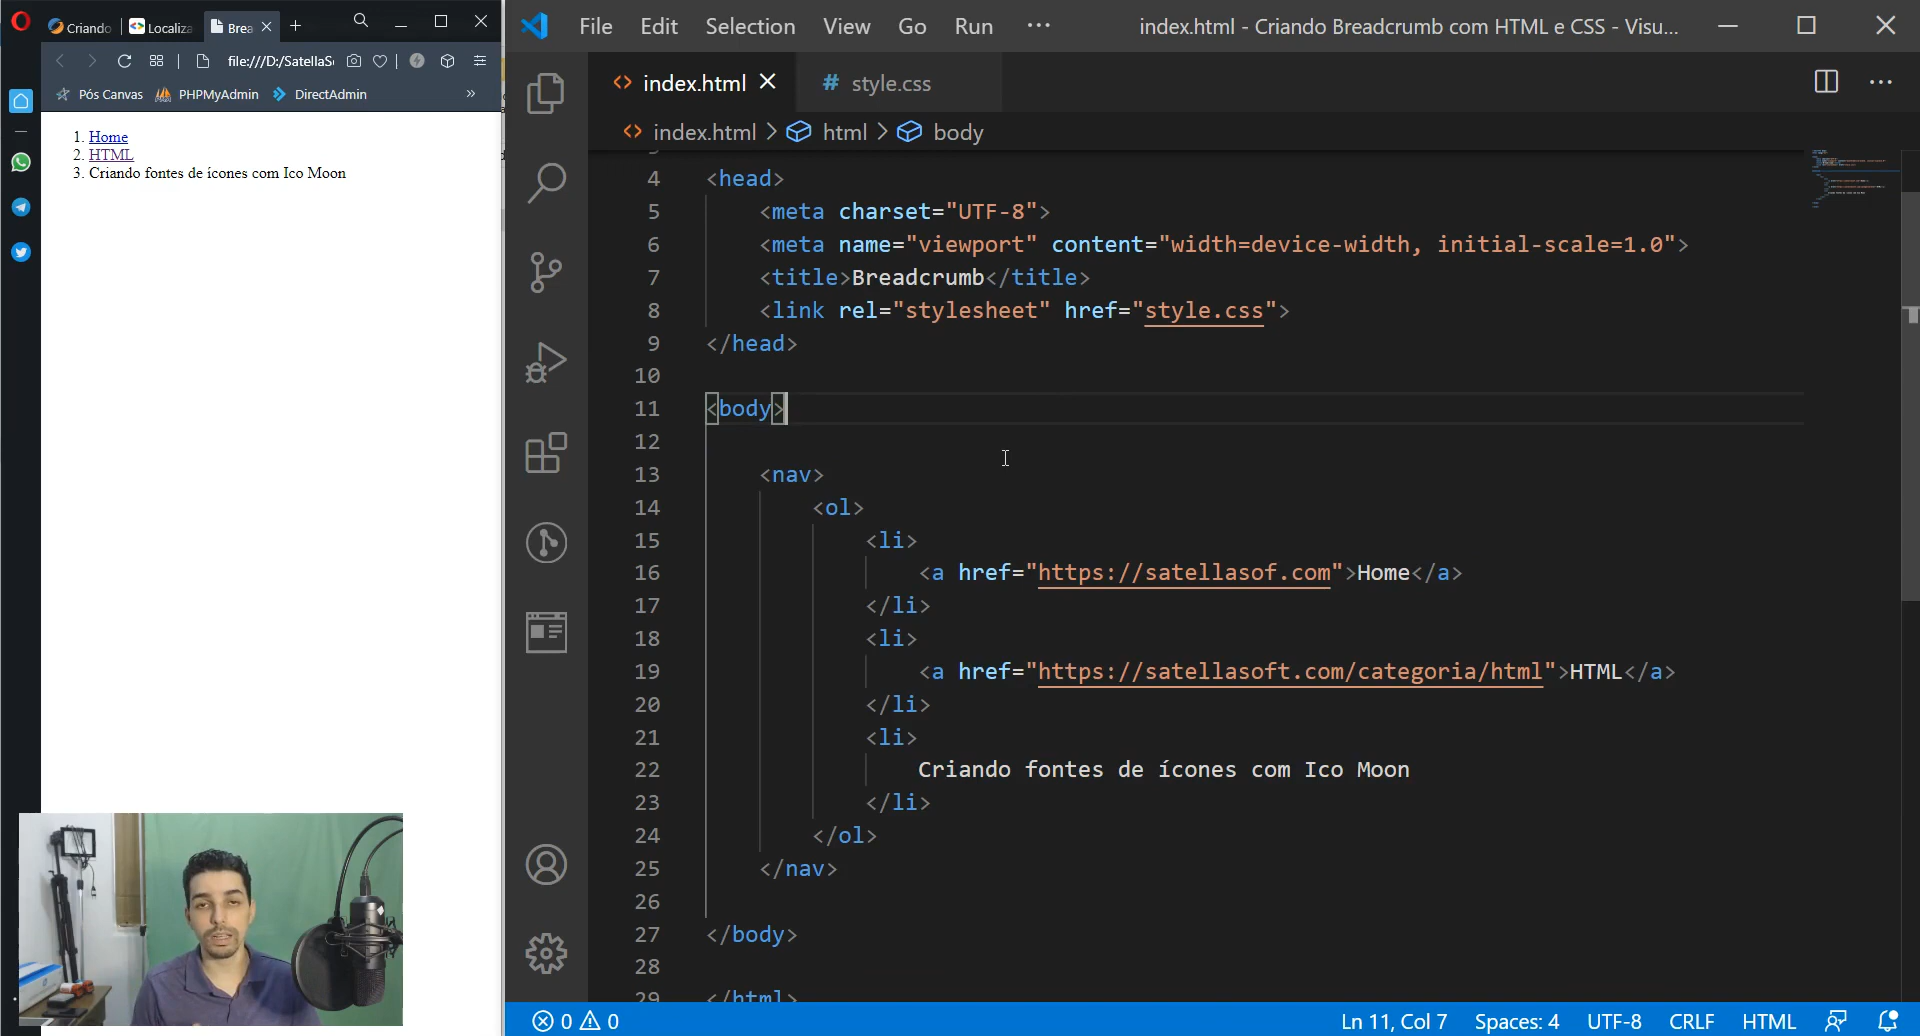 Criando
Localiza
Brea
file:///D:/SatellaSo
Pós Canvas
PHPMyAdmin
DirectAdmin
»
1. Home
2. HTML
3. Criando fontes de ícones com Ico Moon
File Edit Selection View Go Run ···
index.html - Criando Breadcrumb com HTML e CSS - Visu...
index.html
# style.css
index.html > html > body
4 <head>
5 <meta charset="UTF-8">
6 <meta name="viewport" content="width=device-width, initial-scale=1.0">
7 <title>Breadcrumb</title>
8 <link rel="stylesheet" href="style.css">
9 </head>
10
11 <body>
12
13 <nav>
14 <ol>
15 <li>
16 <a href="https://satellasof.com">Home</a>
17 </li>
18 <li>
19 <a href="https://satellasoft.com/categoria/html">HTML</a>
20 </li>
21 <li>
22 Criando fontes de ícones com Ico Moon
23 </li>
24 </ol>
25 </nav>
26
27 </body>
28
29 </html>
0 0
Ln 11, Col 7
Spaces: 4
UTF-8
CRLF
HTML